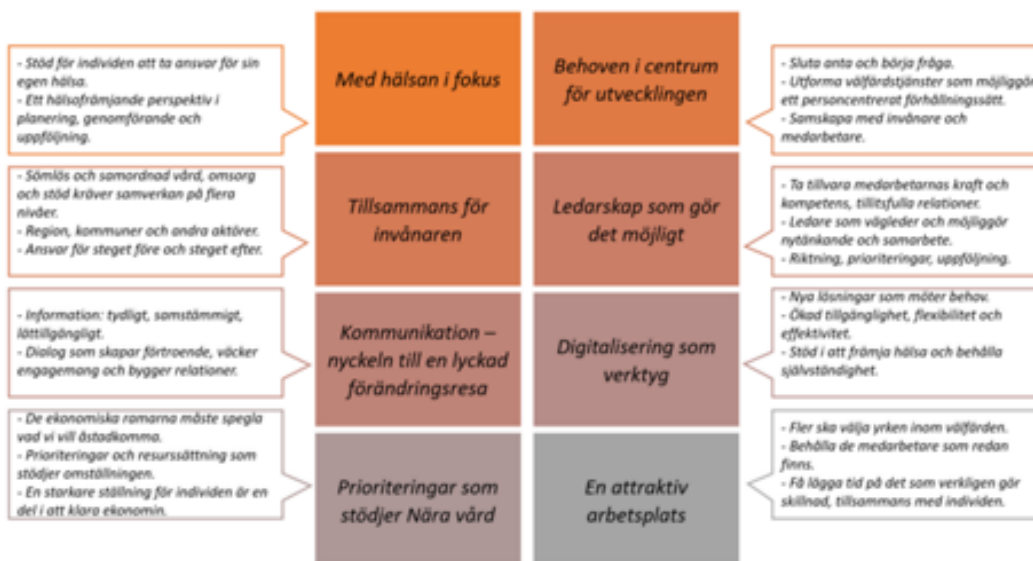 - Stöd för individen att ta ansvar för sin
egen hälsa.
- Ett hälsofrämjande perspektiv i
planering, genomförande och
uppföljning.
Med hälsan i fokus
Behoven i centrum
för utvecklingen
- Sluta anta och börja fråga.
- Utforma välfärdstjänster som möjliggör
ett personcentrerat förhållningssätt.
- Samskapa med invånare och
medarbetare.
- Sömlös och samordnad vård, omsorg
och stöd kräver samverkan på flera
nivåer.
- Region, kommuner och andra aktörer.
- Ansvar för steget före och steget efter.
Tillsammans för
invånaren
Ledarskap som gör
det möjligt
- Ta tillvara medarbetarnas kraft och
kompetens, tillitsfulla relationer.
- Ledare som vägleder och möjliggör
nytänkande och samarbete.
- Riktning, prioriteringar, uppföljning.
- Information: tydligt, samstämmigt,
lättillgängligt.
- Dialog som skapar förtroende, väcker
engagemang och bygger relationer.
Kommunikation –
nyckeln till en lyckad
förändringsresa
Digitalisering som
verktyg
- Nya lösningar som möter behov.
- Ökad tillgänglighet, flexibilitet och
effektivitet.
- Stöd i att främja hälsa och behålla
självständighet.
- De ekonomiska ramarna måste spegla
vad vi vill åstadkomma.
- Prioriteringar och resurssättning som
stödjer omställningen.
- En starkare ställning för individen är en
del i att klara ekonomin.
Prioriteringar som
stödjer Nära vård
En attraktiv
arbetsplats
- Fler ska välja yrken inom välfärden.
- Behålla de medarbetare som redan
finns.
- Få lägga tid på det som verkligen gör
skillnad, tillsammans med individen.